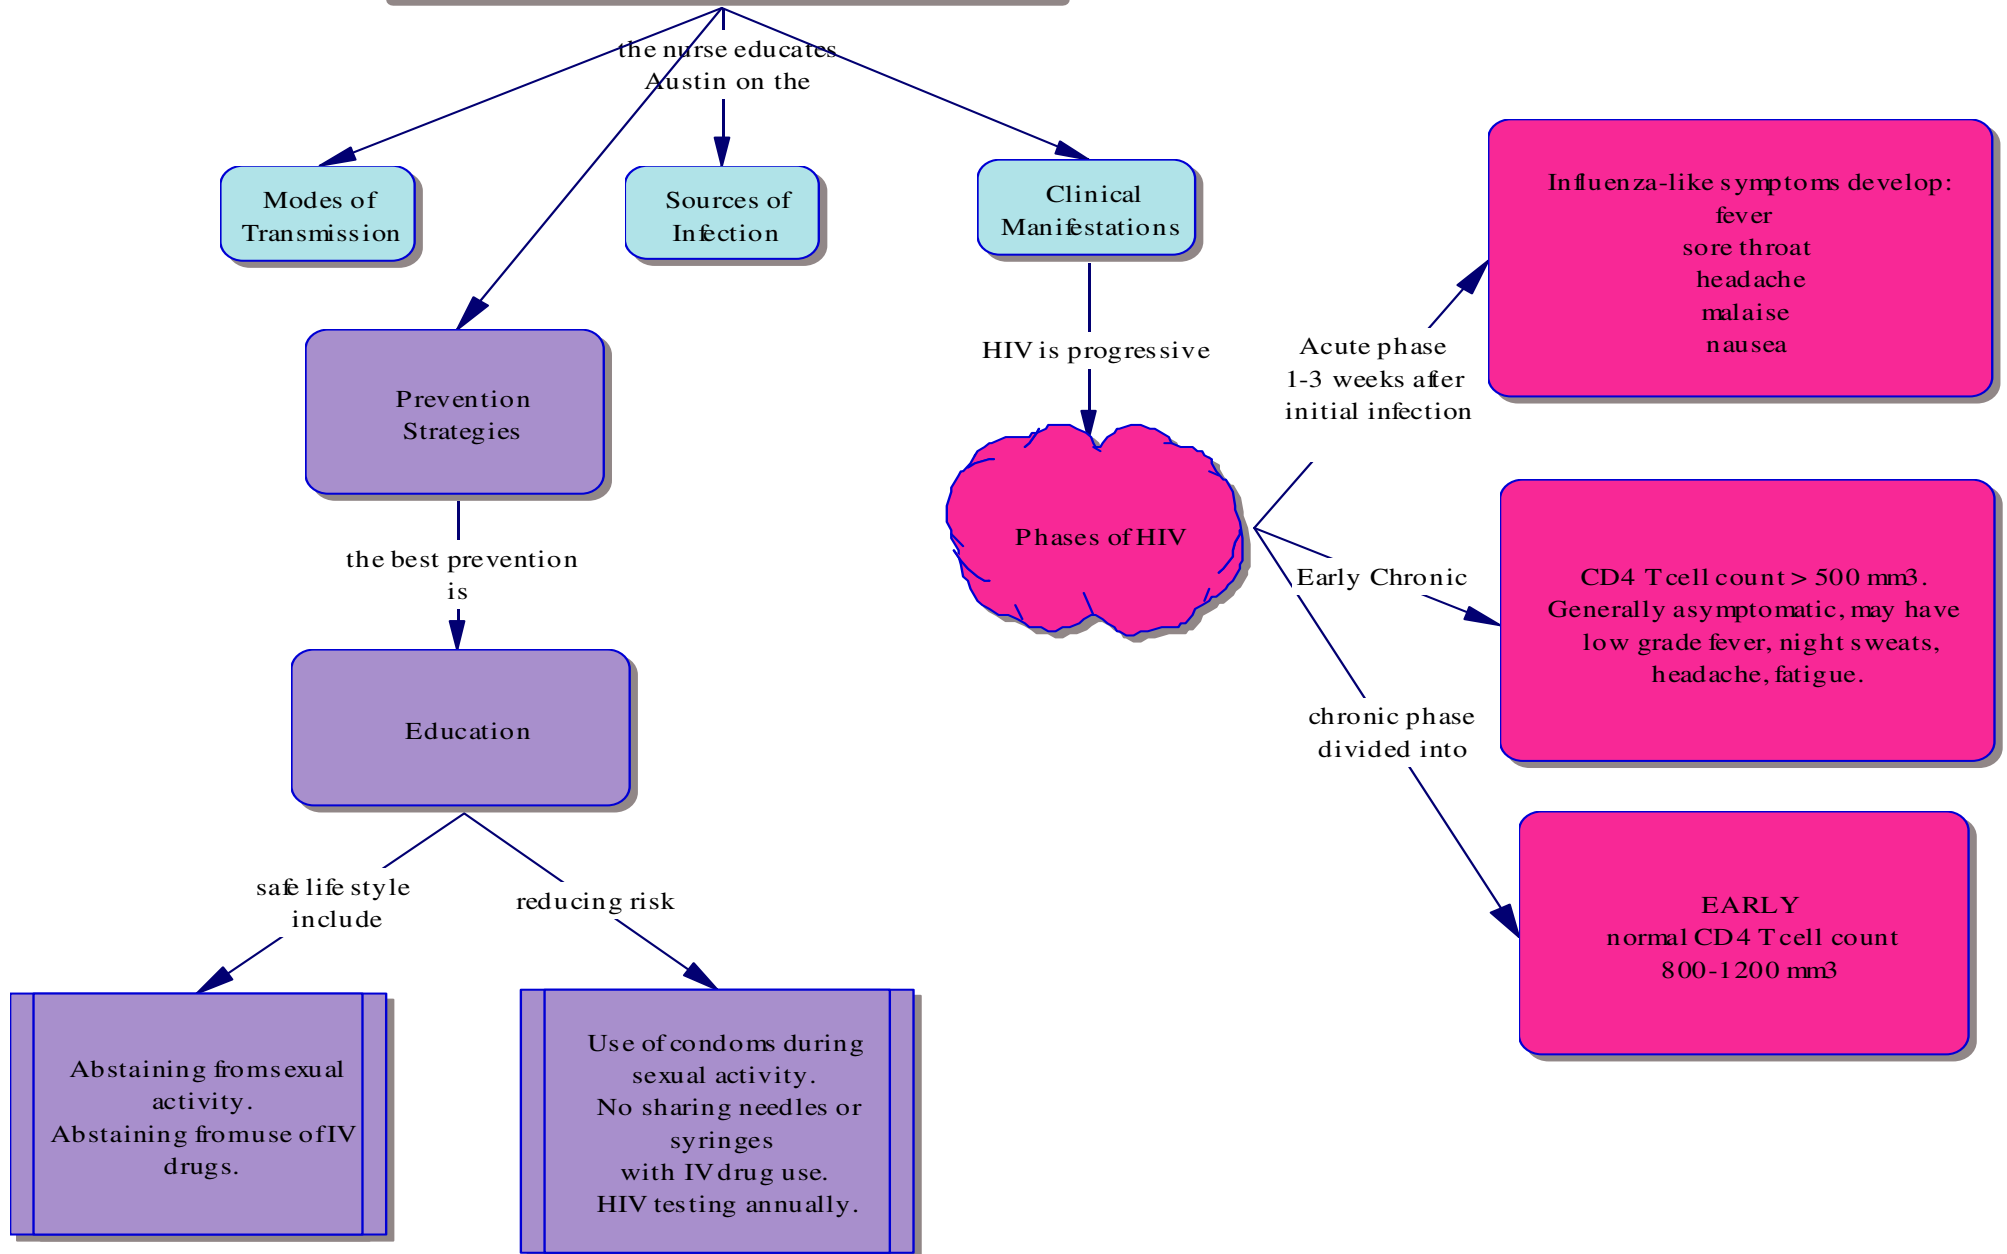 the nurse educates
Austin on the
Modes of
Transmission
Sources of
Infection
Clinical
Manifestations
Prevention
Strategies
the best prevention
is
Education
safe life style
include
reducing risk
Abstaining from sexual
activity.
Abstaining from use of IV
drugs.
Use of condoms during
sexual activity.
No sharing needles or
syringes
with IV drug use.
HIV testing annually.
HIV is progressive
Phases of HIV
Acute phase
1-3 weeks after
initial infection
Influenza-like symptoms develop:
fever
sore throat
headache
malaise
nausea
Early Chronic
CD4 T cell count > 500 mm3.
Generally asymptomatic, may have
low grade fever, night sweats,
headache, fatigue.
chronic phase
divided into
EARLY
normal CD4 T cell count
800-1200 mm3